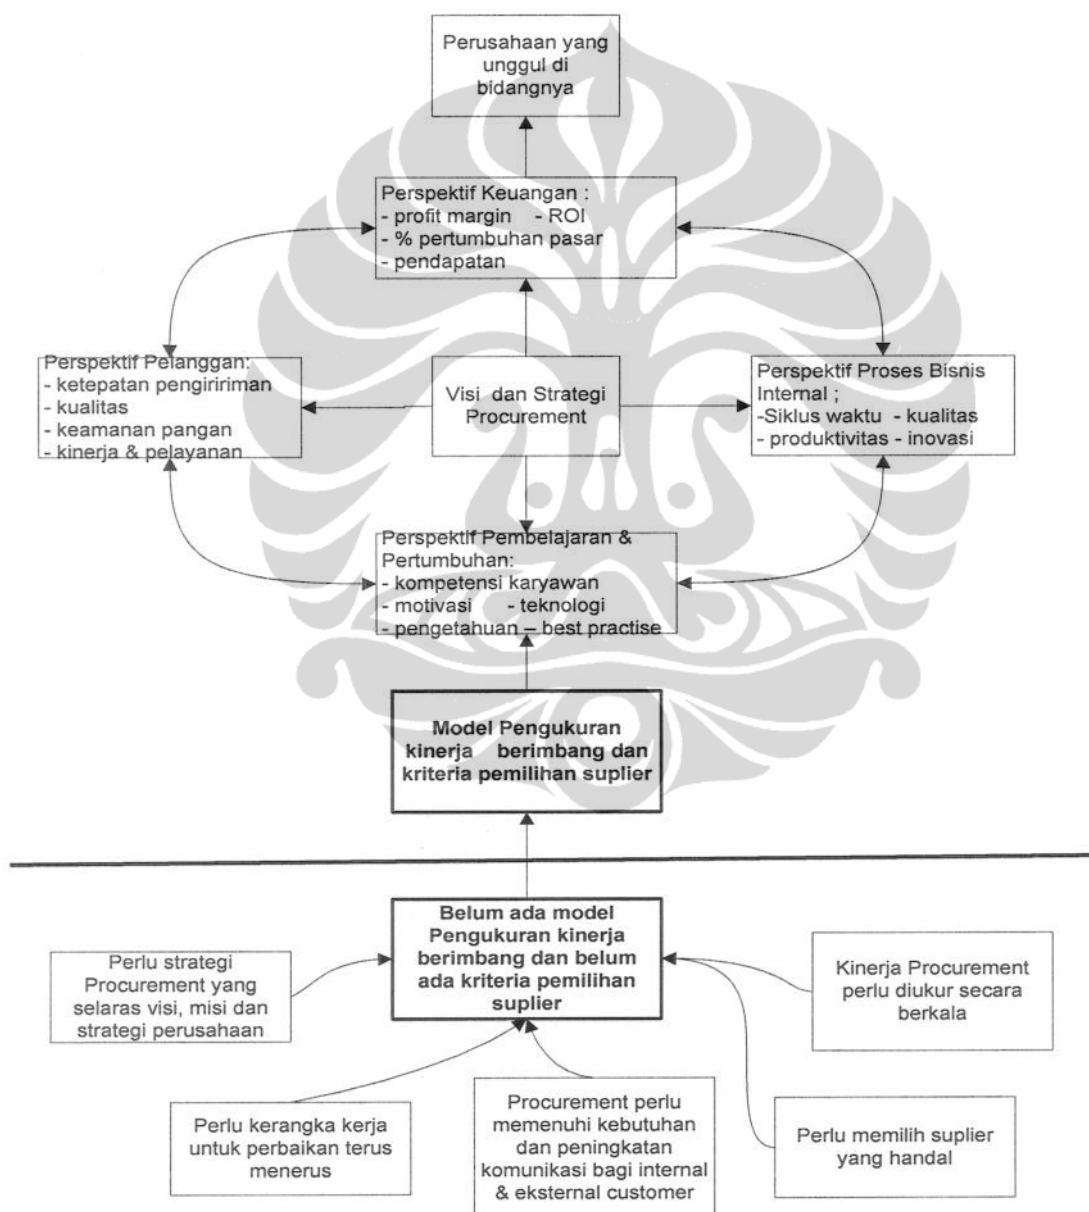 Perusahaan yang
unggul di
bidangnya
Perspektif Keuangan :
- profit margin - ROI
- % pertumbuhan pasar
- pendapatan
Perspektif Pelanggan:
- ketepatan pengiririman
- kualitas
- keamanan pangan
- kinerja & pelayanan
Visi dan Strategi
Procurement
Perspektif Proses Bisnis
Internal ;
-Siklus waktu - kualitas
- produktivitas - inovasi
Perspektif Pembelajaran &
Pertumbuhan:
- kompetensi karyawan
- motivasi - teknologi
- pengetahuan – best practise
Model Pengukuran
kinerja berimbang dan
kriteria pemilihan suplier
Belum ada model
Pengukuran kinerja
berimbang dan belum
ada kriteria pemilihan
suplier
Perlu strategi
Procurement yang
selaras visi, misi dan
strategi perusahaan
Kinerja Procurement
perlu diukur secara
berkala
Perlu kerangka kerja
untuk perbaikan terus
menerus
Procurement perlu
memenuhi kebutuhan
dan peningkatan
komunikasi bagi internal
& eksternal customer
Perlu memilih suplier
yang handal